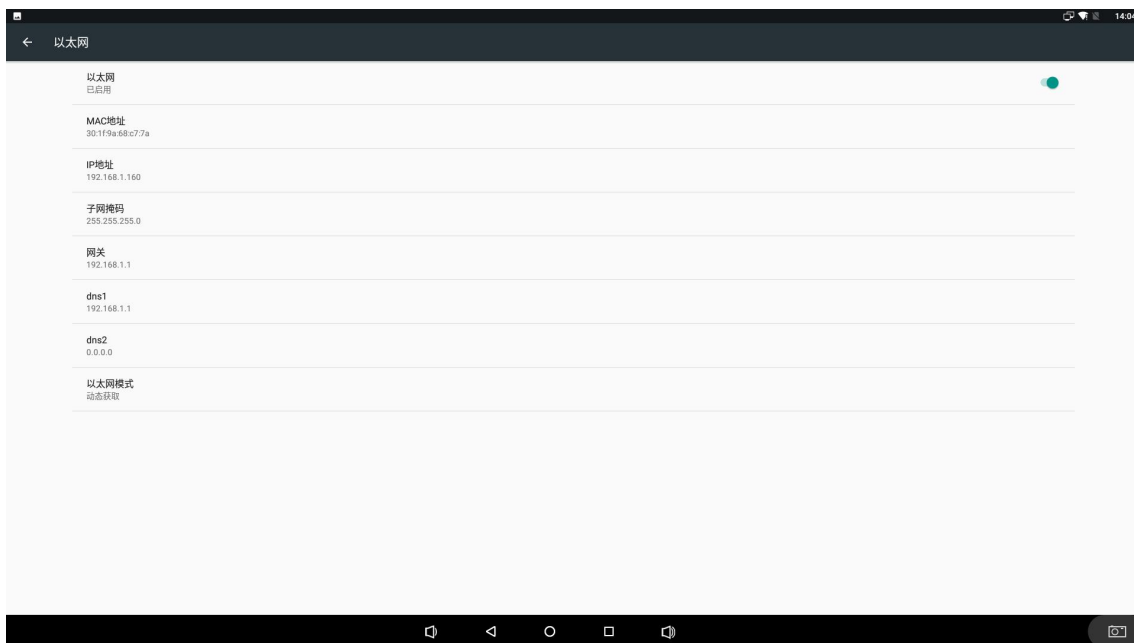 14:04
以太网
以太网
已启用
MAC地址
30:1f:9a:68:c7:7a
IP地址
192.168.1.160
子网掩码
255.255.255.0
网关
192.168.1.1
dns1
192.168.1.1
dns2
0.0.0.0
以太网模式
动态获取